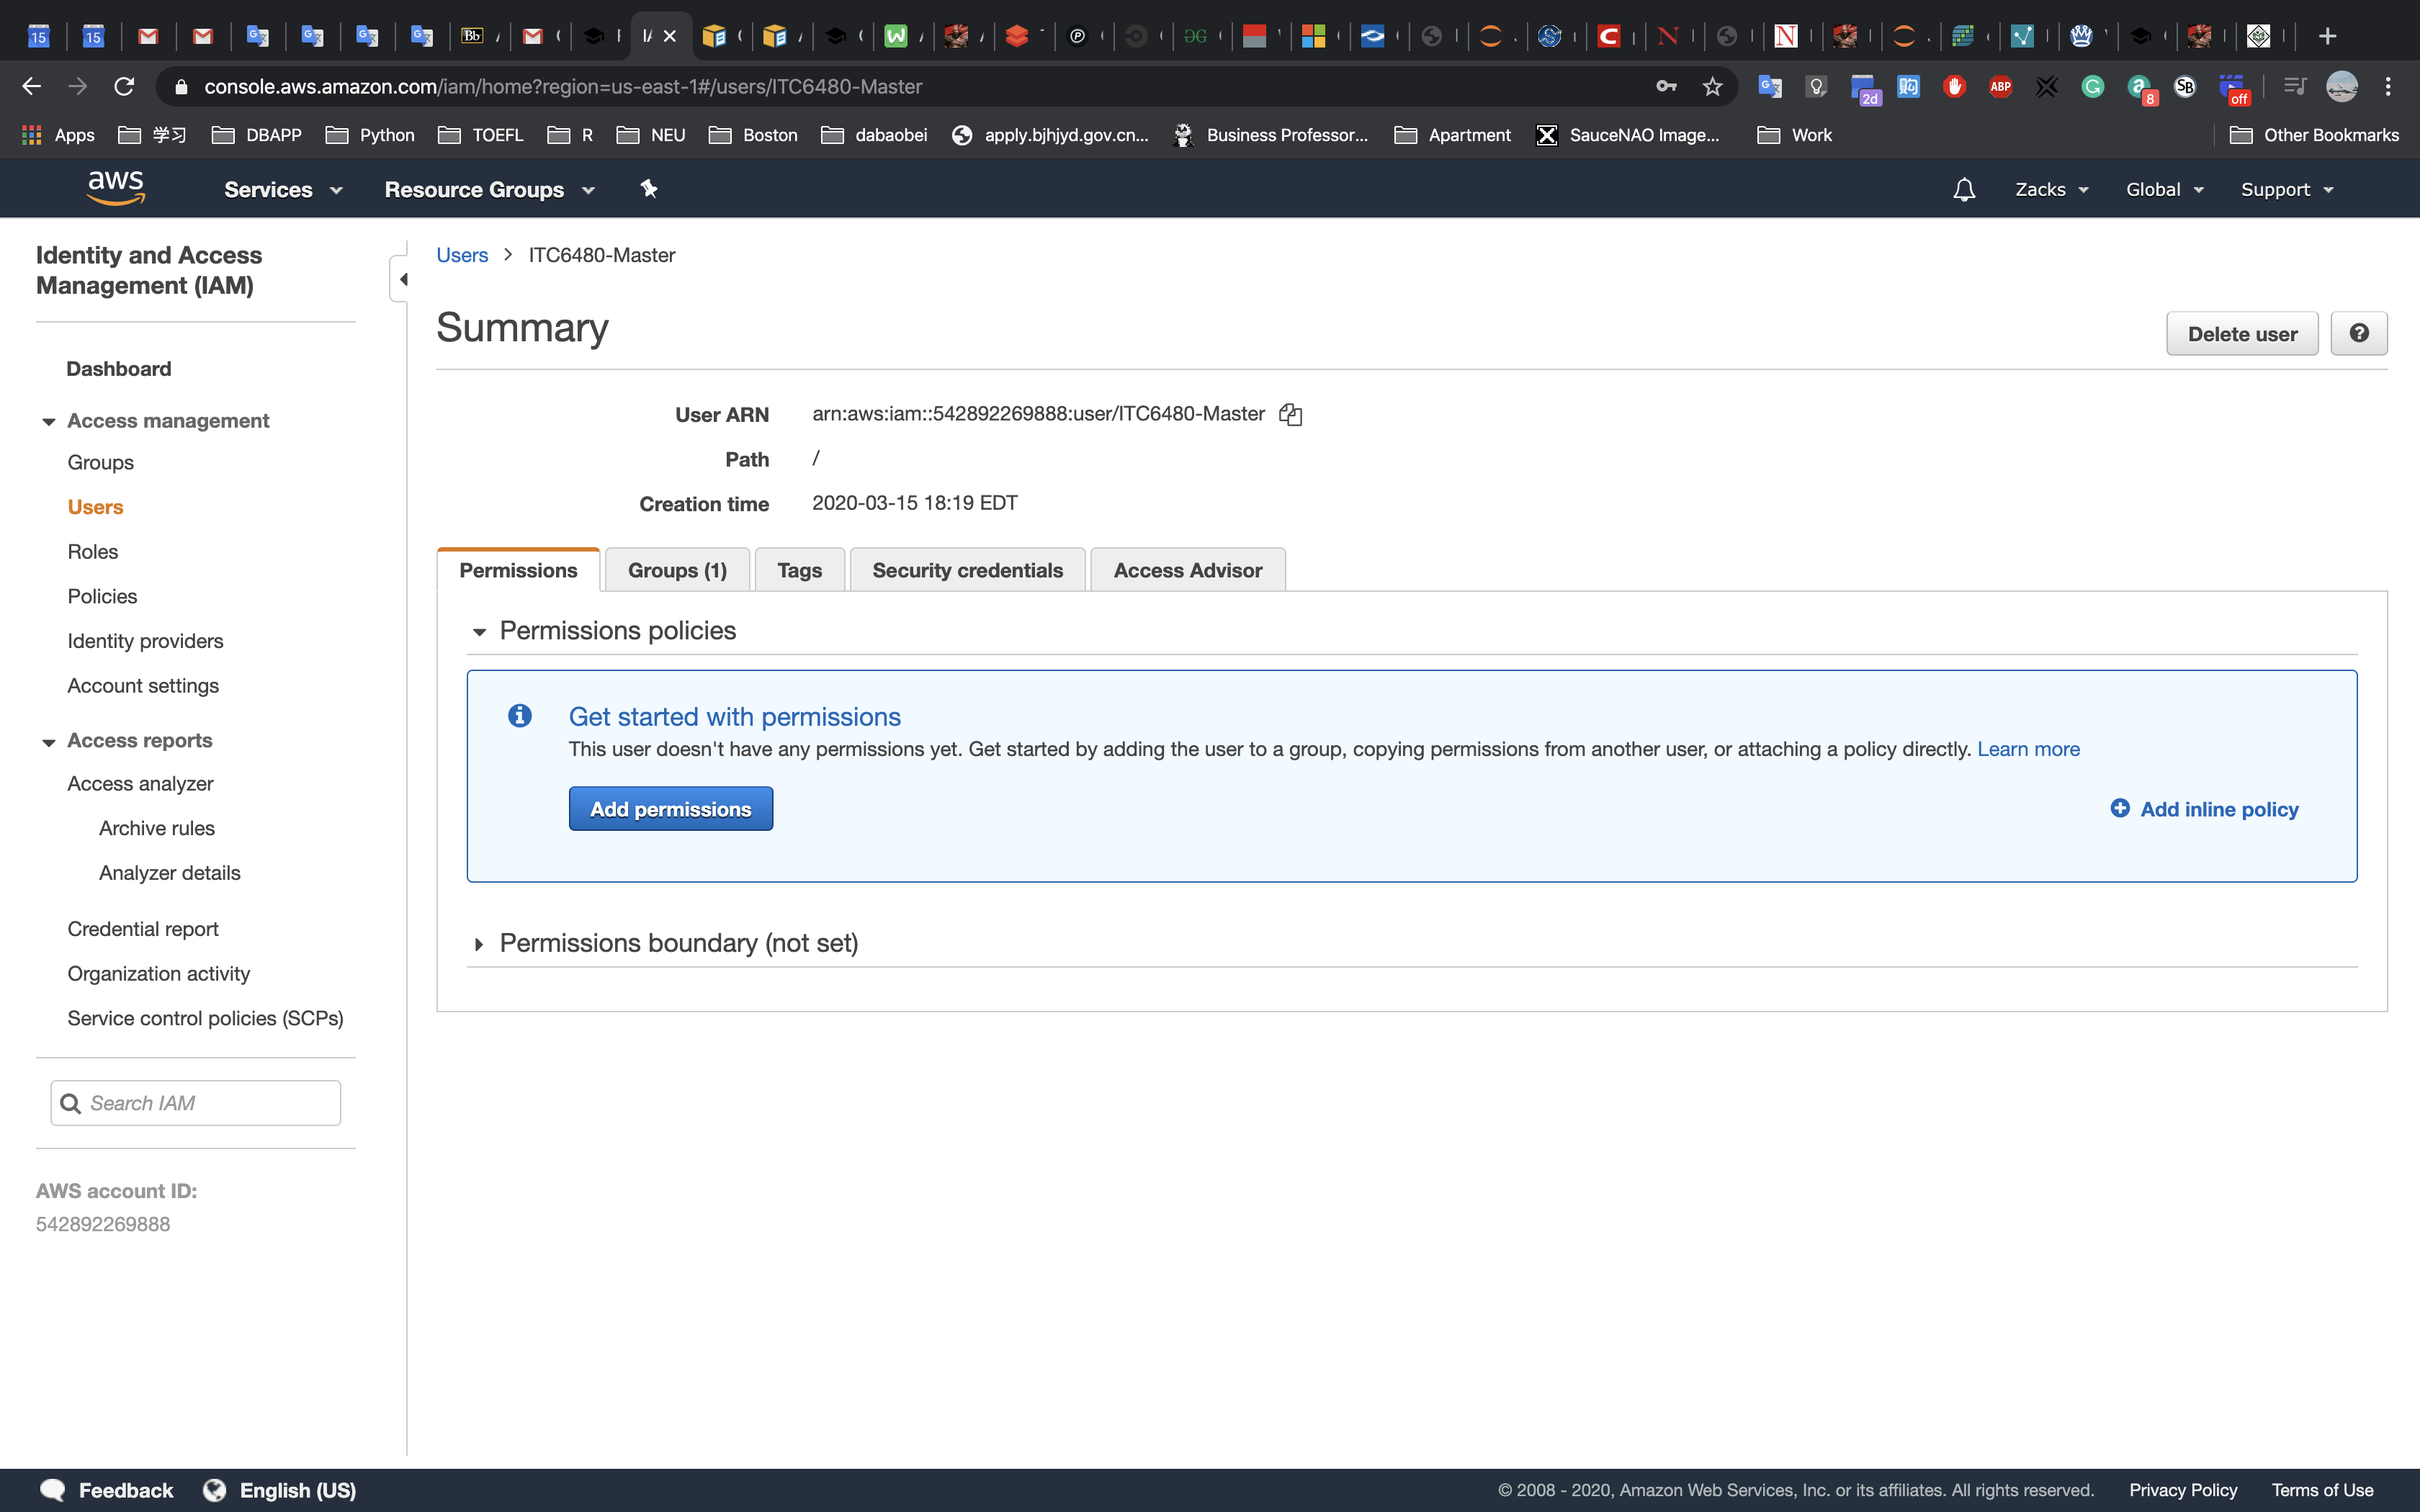 console.aws.amazon.com/iam/home?region=us-east-1#/users/ITC6480-Master
Apps 学习 DBAPP Python TOEFL R NEU Boston dabaobei apply.bjhjyd.gov.cn... Business Professor... Apartment SauceNAO Image... Work Other Bookmarks
aws Services Resource Groups Zacks Global Support
Identity and Access
Management (IAM)
Dashboard
Access management
Groups
Users
Roles
Policies
Identity providers
Account settings
Access reports
Access analyzer
Archive rules
Analyzer details
Credential report
Organization activity
Service control policies (SCPs)
Search IAM
AWS account ID:
542892269888
Users > ITC6480-Master
Summary
Delete user
User ARN arn:aws:iam::542892269888:user/ITC6480-Master
Path /
Creation time 2020-03-15 18:19 EDT
Permissions Groups (1) Tags Security credentials Access Advisor
Permissions policies
Get started with permissions
This user doesn't have any permissions yet. Get started by adding the user to a group, copying permissions from another user, or attaching a policy directly. Learn more
Add permissions
Add inline policy
Permissions boundary (not set)
Feedback English (US) © 2008 - 2020, Amazon Web Services, Inc. or its affiliates. All rights reserved. Privacy Policy Terms of Use